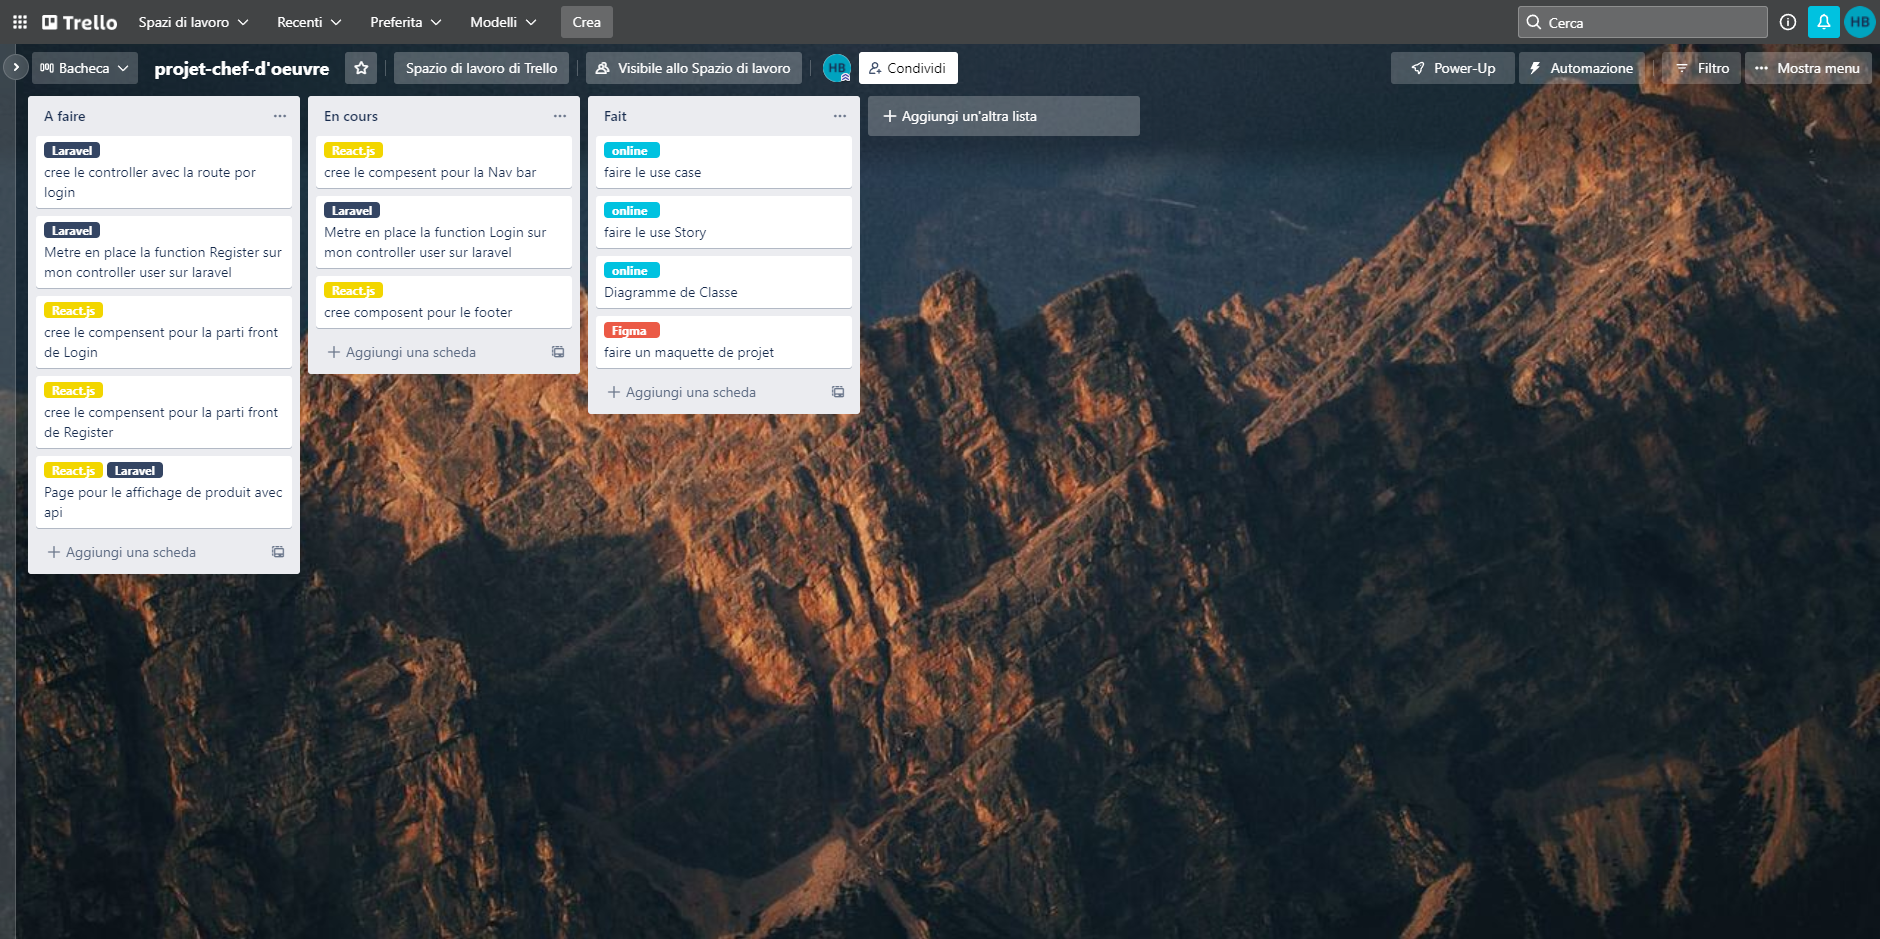 Trello Spazi di lavoro Recenti Preferita Modelli Crea Cerca HB
Bacheca projet-chef-d'oeuvre Spazio di lavoro di Trello Visibile allo Spazio di lavoro HB Condividi Power-Up Automazione Filtro Mostra menu
A faire
Laravel
cree le controller avec la route por
login
Laravel
Metre en place la function Register sur
mon controller user sur laravel
React.js
cree le compensent pour la parti front
de Login
React.js
cree le compensent pour la parti front
de Register
React.js Laravel
Page pour le affichage de produit avec
api
Aggiungi una scheda
En cours
React.js
cree le compesent pour la Nav bar
Laravel
Metre en place la function Login sur
mon controller user sur laravel
React.js
cree composent pour le footer
Aggiungi una scheda
Fait
online
faire le use case
online
faire le use Story
online
Diagramme de Classe
Figma
faire un maquette de projet
Aggiungi una scheda
Aggiungi un'altra lista